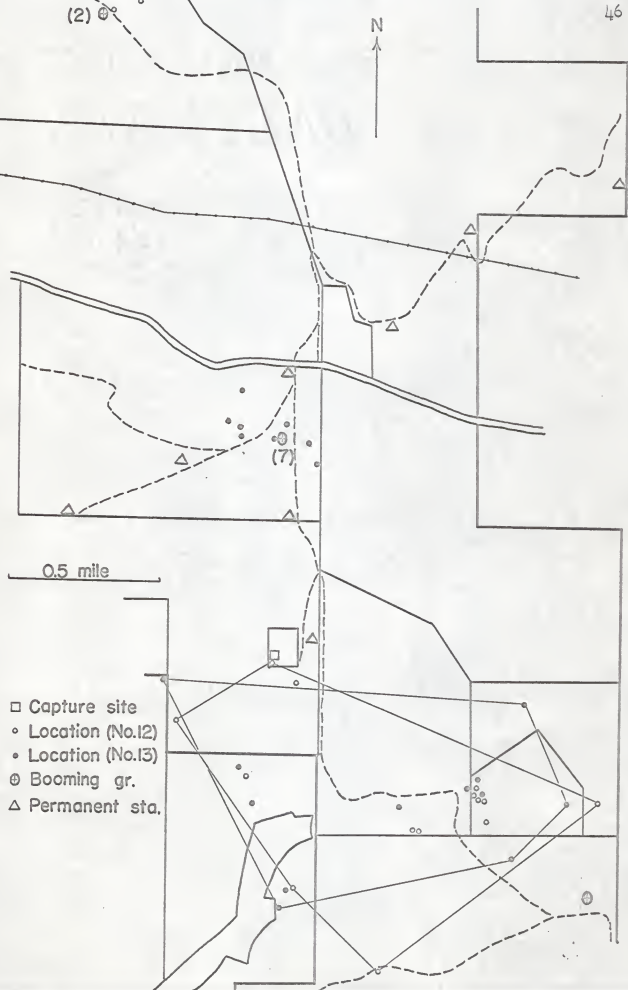 46
(2)
N
(7)
0.5 mile
Capture site
Location (No.12)
Location (No.13)
Booming gr.
Permanent sta.